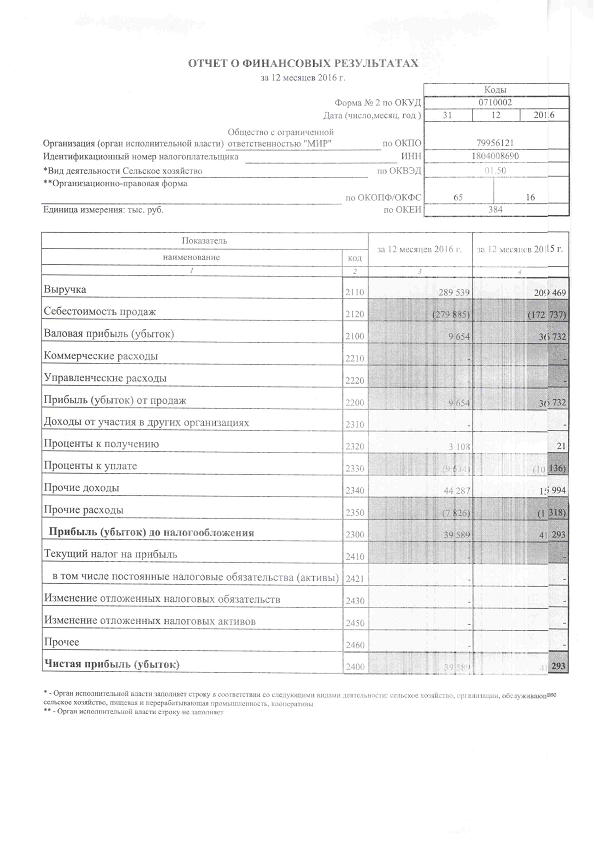 ОТЧЕТ О ФИНАНСОВЫХ РЕЗУЛЬТАТАХ
за 12 месяцев 2016 г.
Коды
Форма № 2 по ОКУД 0710002
Дата (число,месяц, год ) 31 12 2016
Общество с ограниченной
Организация (орган исполнительной власти) ответственностью "МИР" по ОКПО 79956121
Идентификационный номер налогоплательщика ИНН 1804008690
*Вид деятельности Сельское хозяйство по ОКВЭД 01.50
**Организационно-правовая форма
по ОКОПФ/ОКФС 65 16
Единица измерения: тыс. руб. по ОКЕИ 384
Показатель за 12 месяцев 2016 г. за 12 месяцев 2015 г.
наименование код
1 2 3 4
Выручка 2110 289 539 209 469
Себестоимость продаж 2120 (279 885) (172 737)
Валовая прибыль (убыток) 2100 9 654 36 732
Коммерческие расходы 2210 - -
Управленческие расходы 2220 - -
Прибыль (убыток) от продаж 2200 9 654 36 732
Доходы от участия в других организациях 2310 - -
Проценты к получению 2320 3 108 21
Проценты к уплате 2330 (10 136)
Прочие доходы 2340 44 287 15 994
Прочие расходы 2350 (7 826) (1 318)
Прибыль (убыток) до налогообложения 2300 39 589 41 293
Текущий налог на прибыль 2410 - -
в том числе постоянные налоговые обязательства (активы) 2421 - -
Изменение отложенных налоговых обязательств 2430 - -
Изменение отложенных налоговых активов 2450 - -
Прочее 2460 - -
Чистая прибыль (убыток) 2400 39 589 41 293
* - Орган исполнительной власти заполняет строку в соответствии со следующими видами деятельности: сельское хозяйство, организации, обслуживающие
сельское хозяйство, пищевая и перерабатывающая промышленность, кооперативы
** - Орган исполнительной власти строку не заполняет